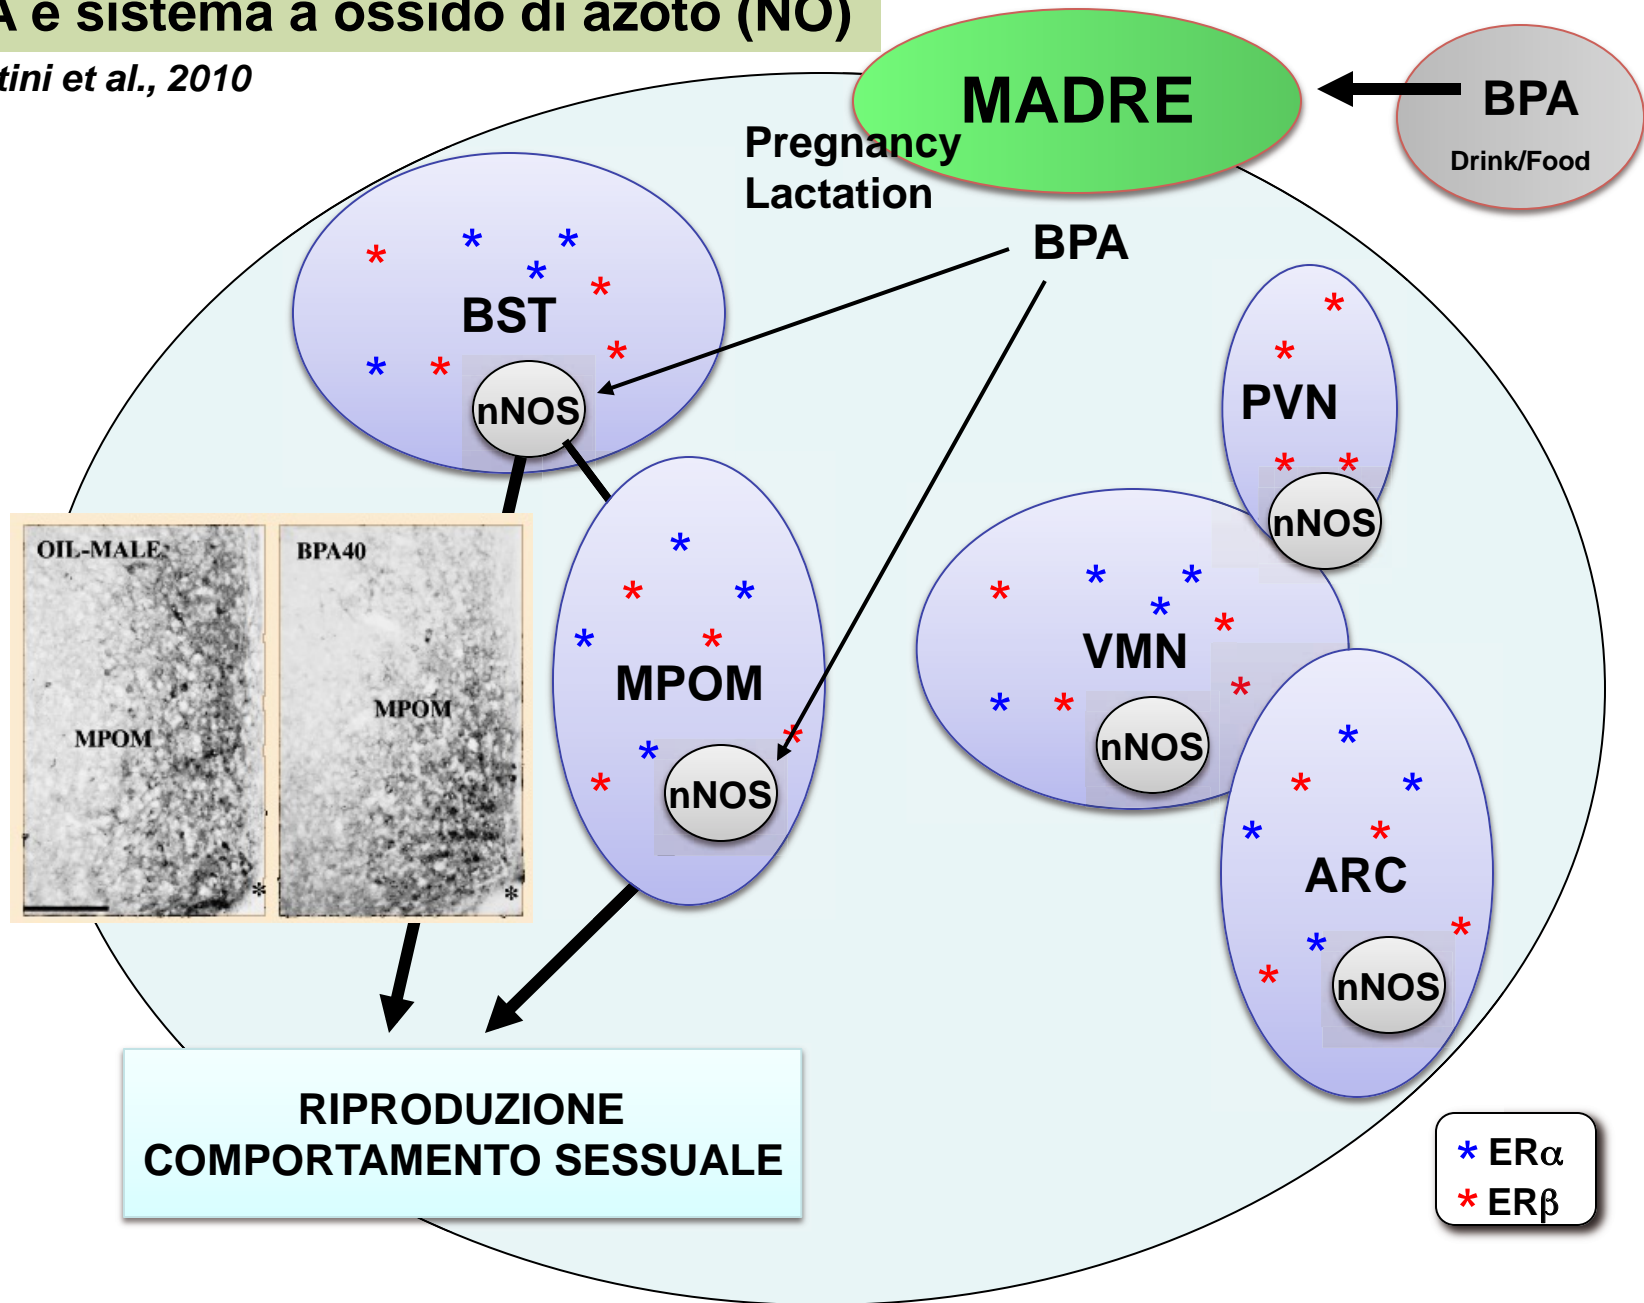 A e sistema a ossido di azoto (NO)
tini et al., 2010
MADRE
BPA
Drink/Food
Pregnancy
Lactation
BPA
BST
nNOS
PVN
nNOS
OIL-MALE
MPOM
BPA40
MPOM
*
*
MPOM
nNOS
VMN
nNOS
ARC
nNOS
RIPRODUZIONE
COMPORTAMENTO SESSUALE
* ERα
* ERβ